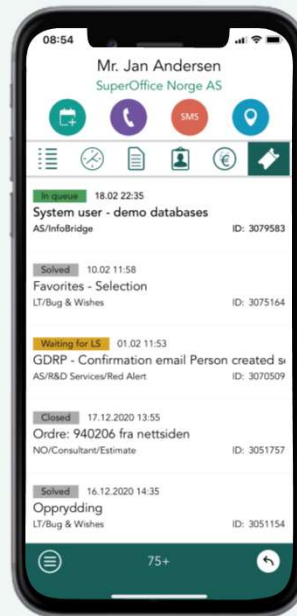 08:54
Mr. Jan Andersen
SuperOffice Norge AS
SMS
In queue 18.02 22:35
System user - demo databases
AS/InfoBridge ID: 3079583
Solved 10.02 11:58
Favorites - Selection
LT/Bug & Wishes ID: 3075164
Waiting for LS 01.02 11:53
GDRP - Confirmation email Person created s
AS/R&D Services/Red Alert ID: 3070509
Closed 17.12.2020 13:55
Ordre: 940206 fra nettsiden
NO/Consultant/Estimate ID: 3051757
Solved 16.12.2020 14:35
Opprydding
LT/Bug & Wishes ID: 3051154
75+